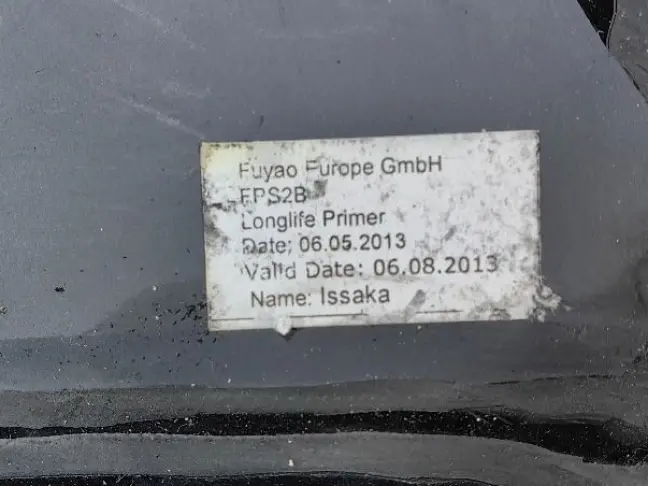 Fuyao Europe GmbH
FPS2B
Longlife Primer
Date: 06.05.2013
Valid Date: 06.08.2013
Name: Issaka